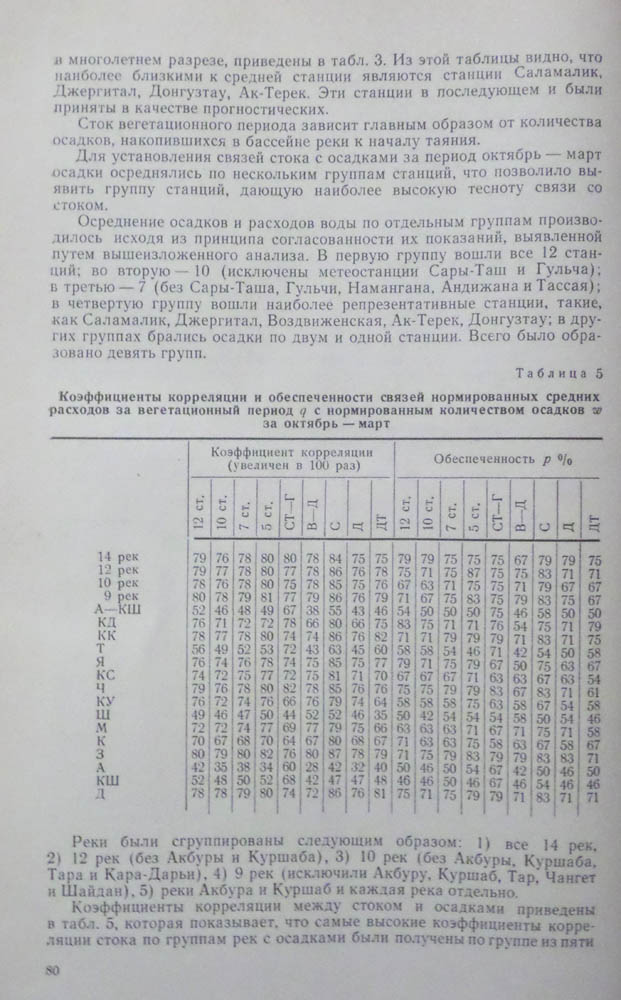 в многолетнем разрезе, приведены в табл. 3. Из этой таблицы видно, что
наиболее близкими к средней станции являются станции Саламалик,
Джергитал, Донгузтау, Ак-Терек. Эти станции в последующем и были
приняты в качестве прогностических.
Сток вегетационного периода зависит главным образом от количества
осадков, накопившихся в бассейне реки к началу таяния.
Для установления связей стока с осадками за период октябрь — март
осадки осреднялись по нескольким группам станций, что позволило вы-
явить группу станций, дающую наиболее высокую тесноту связи со
стоком.
Осреднение осадков и расходов воды по отдельным группам произво-
дилось исходя из принципа согласованности их показаний, выявленной
путем вышеизложенного анализа. В первую группу вошли все 12 стан-
ций; во вторую — 10 (исключены метеостанции Сары-Таш и Гульча);
в третью — 7 (без Сары-Таша, Гульчи, Намангана, Андижана и Тассая);
в четвертую группу вошли наиболее репрезентативные станции, такие,
как Саламалик, Джергитал, Воздвиженская, Ак-Терек, Донгузтау; в дру-
гих группах брались осадки по двум и одной станции. Всего было обра-
зовано девять групп.
Таблица 5
Коэффициенты корреляции и обеспеченности связей нормированных средних
расходов за вегетационный период q с нормированным количеством осадков w
за октябрь — март
Коэффициент корреляции (увеличен в 100 раз) Обеспеченность p %
12 ст. 10 ст. 7 ст. 5 ст. СТ—Г В—Д С Д ДТ 12 ст. 10 ст. 7 ст. 5 ст. СТ—Г В—Д С Д ДТ
14 рек 79 76 78 80 80 78 84 75 75 79 79 75 75 75 67 79 79 75
12 рек 79 77 78 80 77 78 86 76 78 75 71 75 87 75 75 83 71 71
10 рек 78 76 78 80 75 78 85 75 76 67 63 71 75 75 71 79 67 67
9 рек 80 78 79 81 77 79 86 76 79 71 67 75 83 75 79 83 75 67
А—КШ 52 46 48 49 67 38 55 43 46 54 50 50 50 75 46 58 50 50
КД 76 71 72 72 78 66 80 66 75 83 75 71 71 76 54 75 71 79
КК 78 77 78 80 74 74 86 76 82 71 71 79 79 79 71 83 71 75
Т 56 49 52 53 72 43 63 45 60 58 58 54 46 71 42 54 50 58
Я 76 74 76 78 74 75 85 75 77 79 71 75 79 67 50 75 63 67
КС 74 72 75 77 72 75 81 71 70 67 67 67 71 63 63 67 63 54
Ч 79 76 78 80 82 78 85 76 76 75 75 79 79 83 67 83 71 61
КУ 76 72 74 76 66 76 79 74 64 58 58 58 75 63 58 67 54 58
Ш 49 46 47 50 44 52 52 46 35 50 42 54 54 54 58 50 54 46
М 72 72 74 77 69 77 79 75 66 63 63 63 71 67 71 75 71 58
К 70 67 68 70 64 67 80 68 67 71 63 63 75 58 63 67 58 67
З 80 79 80 82 76 80 87 78 79 71 75 79 83 79 79 83 83 71
А 42 35 38 34 60 28 42 32 40 50 46 50 54 67 42 50 46 50
КШ 52 48 50 52 68 42 47 47 48 46 46 50 46 67 46 54 46 46
Д 78 78 79 80 74 72 86 76 81 75 71 75 79 79 71 83 71 71
Реки были сгруппированы следующим образом: 1) все 14 рек,
2) 12 рек (без Акбуры и Куршаба), 3) 10 рек (без Акбуры, Куршаба,
Тара и Кара-Дарьи), 4) 9 рек (исключили Акбуру, Куршаб, Тар, Чангет
и Шайдан), 5) реки Акбура и Куршаб и каждая река отдельно.
Коэффициенты корреляции между стоком и осадками приведены
в табл. 5, которая показывает, что самые высокие коэффициенты корре-
ляции стока по группам рек с осадками были получены по группе из пяти
80